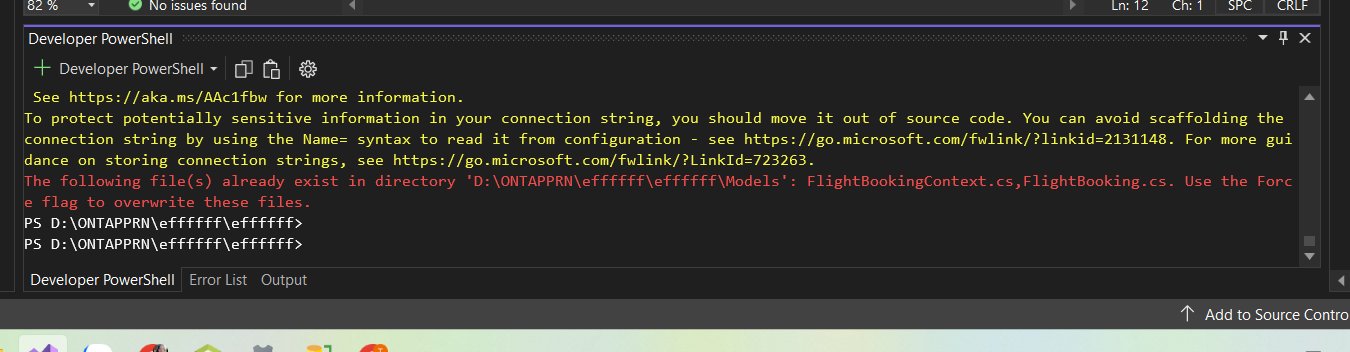 82 %
No issues found
Ln: 12
Ch: 1
SPC
CRLF
Developer PowerShell
Developer PowerShell
See https://aka.ms/AAc1fbw for more information.
To protect potentially sensitive information in your connection string, you should move it out of source code. You can avoid scaffolding the
connection string by using the Name= syntax to read it from configuration - see https://go.microsoft.com/fwlink/?linkid=2131148. For more gui
dance on storing connection strings, see https://go.microsoft.com/fwlink/?LinkId=723263.
The following file(s) already exist in directory 'D:\ONTAPPRN\effffff\effffff\Models': FlightBookingContext.cs,FlightBooking.cs. Use the Forc
e flag to overwrite these files.
PS D:\ONTAPPRN\effffff\effffff>
PS D:\ONTAPPRN\effffff\effffff>
Developer PowerShell
Error List
Output
Add to Source Contro